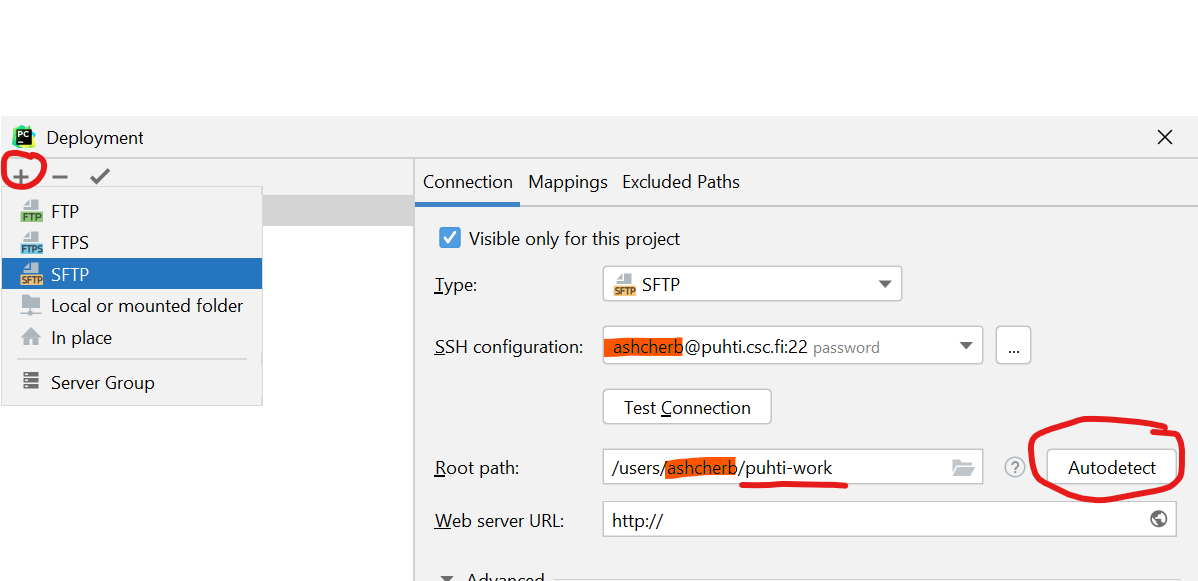 PC Deployment
Connection Mappings Excluded Paths
FTP FTP
FTPS FTPS
SFTP SFTP
Local or mounted folder
In place
Server Group
Visible only for this project
Type: SFTP SFTP
SSH configuration: ashcherb@puhti.csc.fi:22 password ...
Test Connection
Root path: /users/ashcherb/puhti-work ? Autodetect
Web server URL: http://
Advanced